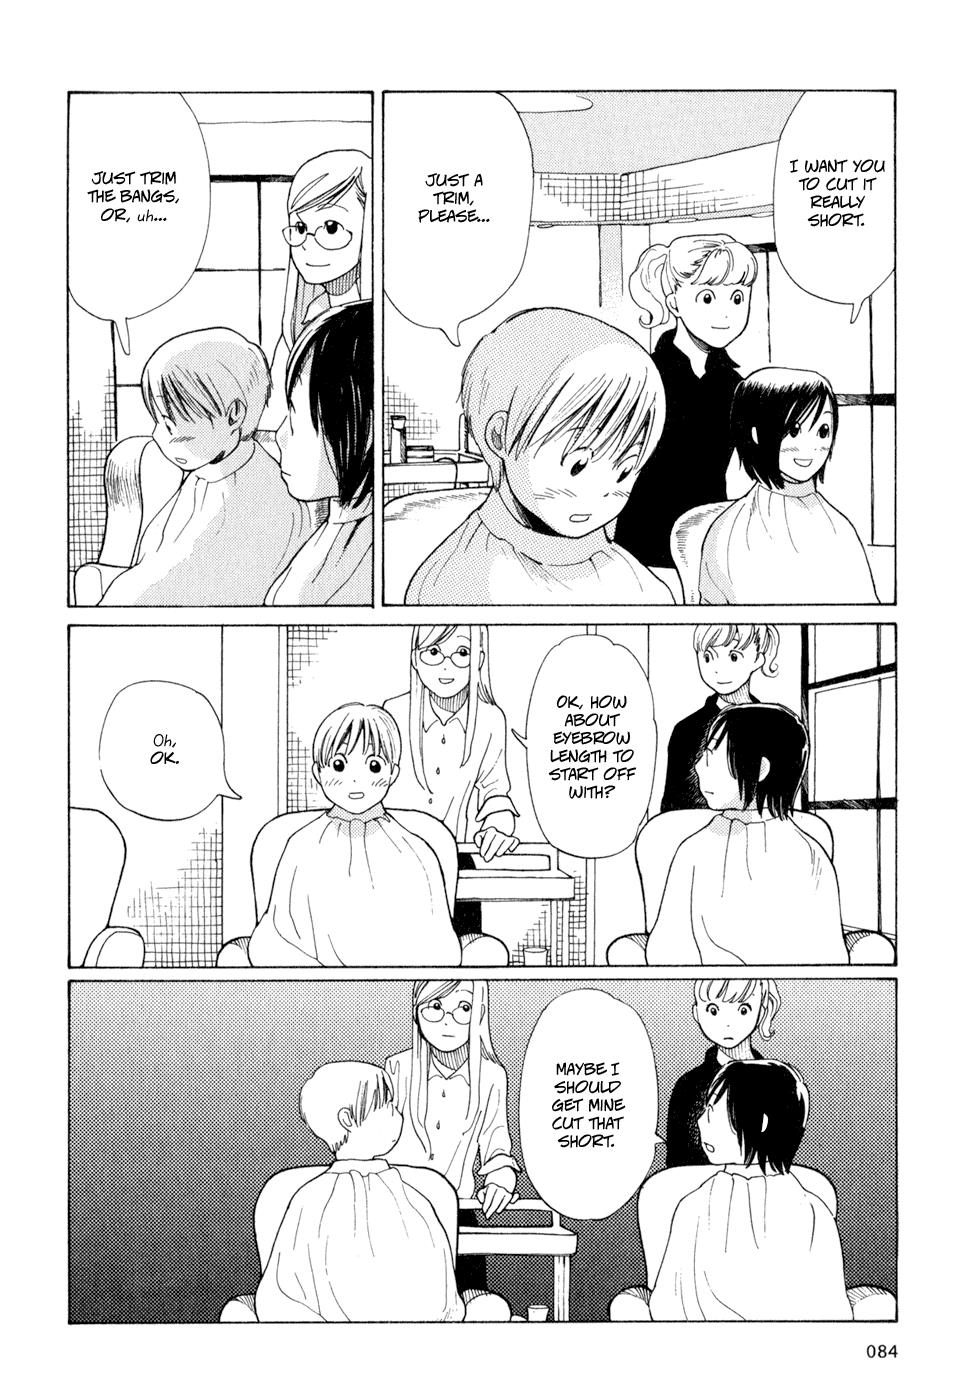 I WANT YOU
TO CUT IT
REALLY
SHORT.
JUST A
TRIM,
PLEASE...
JUST TRIM
THE BANGS,
OR, uh...
OK, HOW
ABOUT
EYEBROW
LENGTH TO
START OFF
WITH?
Oh,
OK.
MAYBE I
SHOULD
GET MINE
CUT THAT
SHORT.
084